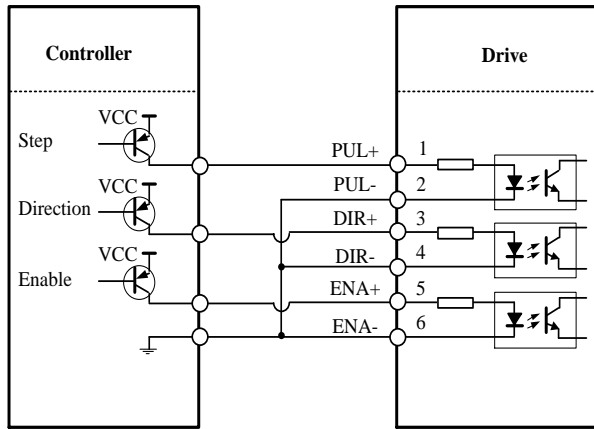 Controller
Drive
VCC
Step
PUL+ 1
PUL- 2
VCC
Direction
DIR+ 3
DIR- 4
VCC
Enable
ENA+ 5
ENA- 6